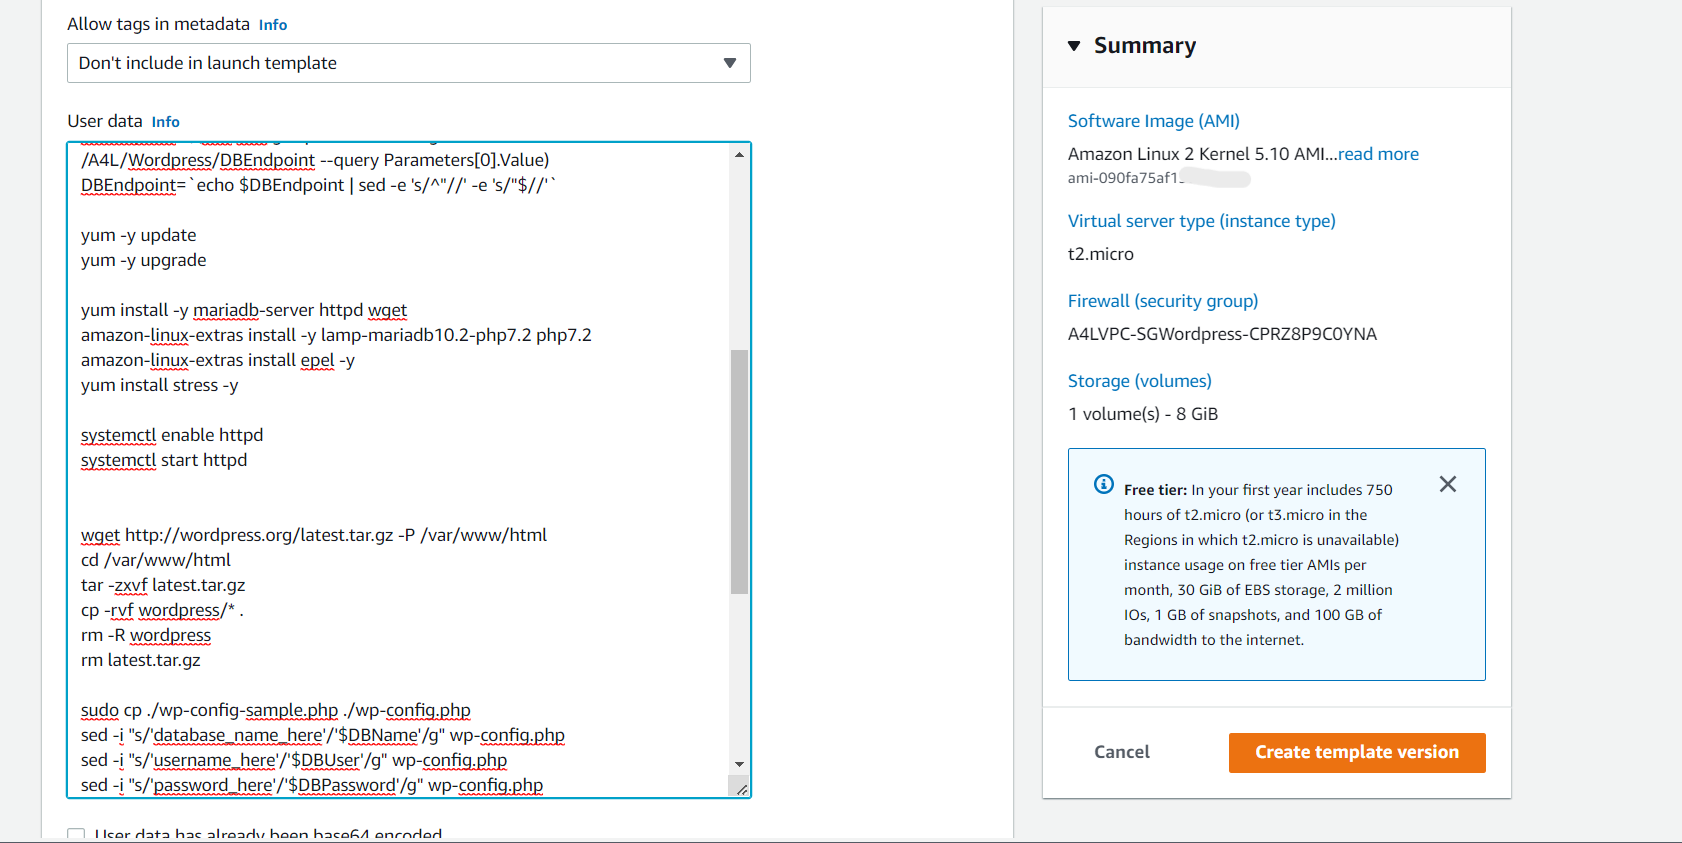 Allow tags in metadata Info
Don't include in launch template
User data Info
/A4L/Wordpress/DBEndpoint --query Parameters[0].Value)
DBEndpoint=`echo $DBEndpoint | sed -e 's/^"//' -e 's/"$//'`
yum -y update
yum -y upgrade
yum install -y mariadb-server httpd wget
amazon-linux-extras install -y lamp-mariadb10.2-php7.2 php7.2
amazon-linux-extras install epel -y
yum install stress -y
systemctl enable httpd
systemctl start httpd
wget http://wordpress.org/latest.tar.gz -P /var/www/html
cd /var/www/html
tar -zxvf latest.tar.gz
cp -rvf wordpress/* .
rm -R wordpress
rm latest.tar.gz
sudo cp ./wp-config-sample.php ./wp-config.php
sed -i "s/'database_name_here'/'$DBName'/g" wp-config.php
sed -i "s/'username_here'/'$DBUser'/g" wp-config.php
sed -i "s/'password_here'/'$DBPassword'/g" wp-config.php
User data has already been base64 encoded
Summary
Software Image (AMI)
Amazon Linux 2 Kernel 5.10 AMI...read more
ami-090fa75af1
Virtual server type (instance type)
t2.micro
Firewall (security group)
A4LVPC-SGWordpress-CPRZ8P9C0YNA
Storage (volumes)
1 volume(s) - 8 GiB
Free tier: In your first year includes 750
hours of t2.micro (or t3.micro in the
Regions in which t2.micro is unavailable)
instance usage on free tier AMIs per
month, 30 GiB of EBS storage, 2 million
IOs, 1 GB of snapshots, and 100 GB of
bandwidth to the internet.
Cancel
Create template version